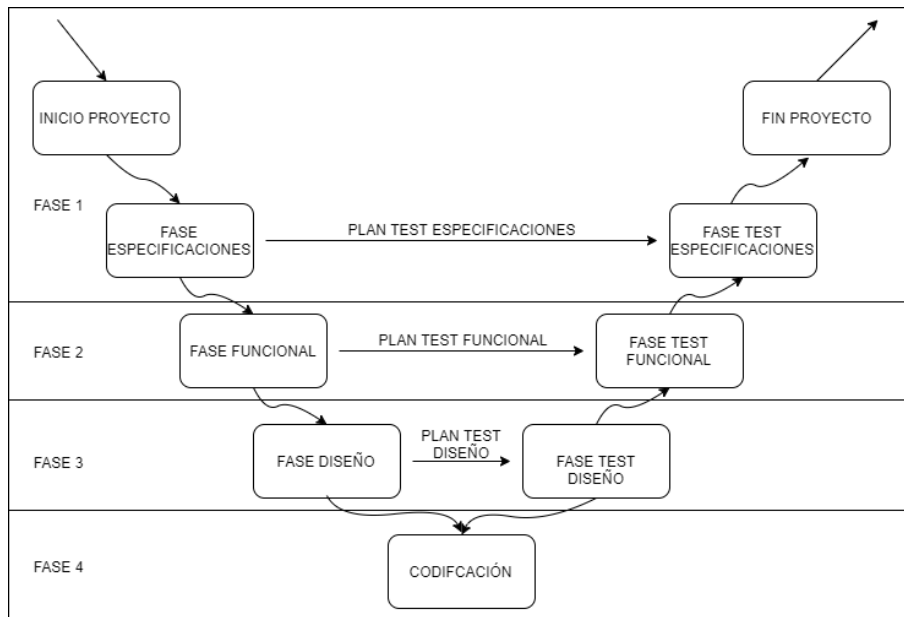 INICIO PROYECTO
FIN PROYECTO
FASE 1
FASE
ESPECIFICACIONES
PLAN TEST ESPECIFICACIONES
FASE TEST
ESPECIFICACIONES
FASE 2
FASE FUNCIONAL
PLAN TEST FUNCIONAL
FASE TEST
FUNCIONAL
FASE 3
FASE DISEÑO
PLAN TEST
DISEÑO
FASE TEST
DISEÑO
FASE 4
CODIFCACIÓN